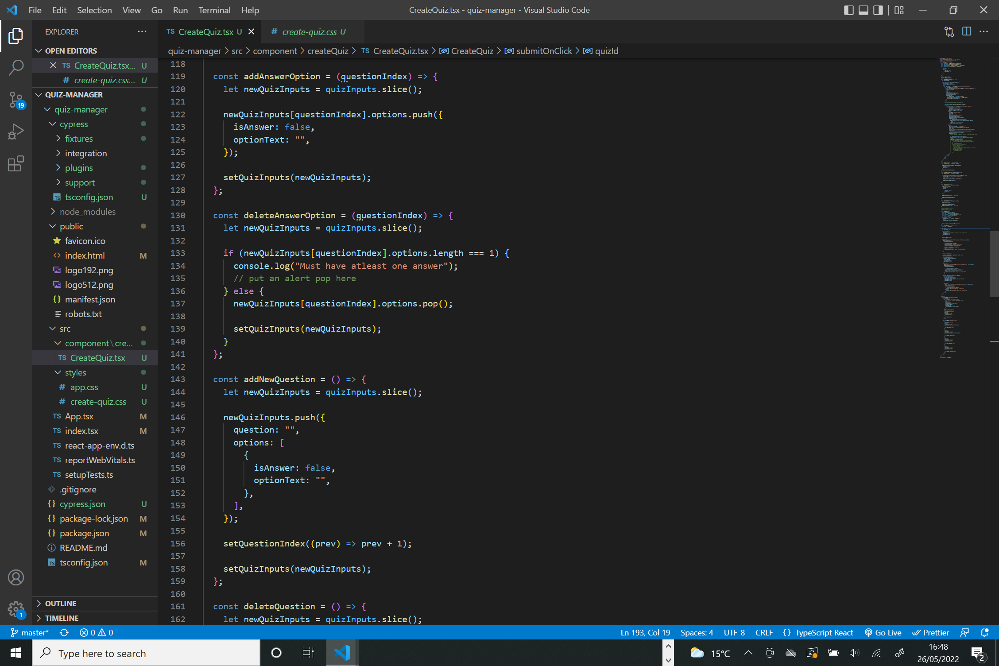 File Edit Selection View Go Run Terminal Help
CreateQuiz.tsx - quiz-manager - Visual Studio Code
EXPLORER
TS CreateQuiz.tsx U
# create-quiz.css U
quiz-manager > src > component > createQuiz > TS CreateQuiz.tsx > CreateQuiz > submitOnClick > quizId
OPEN EDITORS
TS CreateQuiz.tsx... U
# create-quiz.css... U
QUIZ-MANAGER
quiz-manager
cypress
fixtures
integration
plugins
support
TS tsconfig.json U
node_modules
public
favicon.ico
<> index.html M
logo192.png
logo512.png
{} manifest.json
robots.txt
src
component\cre...
TS CreateQuiz.tsx U
styles
# app.css U
# create-quiz.css U
TS App.tsx M
TS index.tsx M
TS react-app-env.d.ts
TS reportWebVitals.ts
TS setupTests.ts
.gitignore
{} cypress.json U
{} package-lock.json M
{} package.json M
README.md
TS tsconfig.json M
OUTLINE
TIMELINE
19
1
118
119 const addAnswerOption = (questionIndex) => {
120 let newQuizInputs = quizInputs.slice();
121
122 newQuizInputs[questionIndex].options.push({
123 isAnswer: false,
124 optionText: "",
125 });
126
127 setQuizInputs(newQuizInputs);
128 };
129
130 const deleteAnswerOption = (questionIndex) => {
131 let newQuizInputs = quizInputs.slice();
132
133 if (newQuizInputs[questionIndex].options.length === 1) {
134 console.log("Must have atleast one answer");
135 // put an alert pop here
136 } else {
137 newQuizInputs[questionIndex].options.pop();
138
139 setQuizInputs(newQuizInputs);
140 }
141 };
142
143 const addNewQuestion = () => {
144 let newQuizInputs = quizInputs.slice();
145
146 newQuizInputs.push({
147 question: "",
148 options: [
149 {
150 isAnswer: false,
151 optionText: "",
152 },
153 ],
154 });
155
156 setQuestionIndex((prev) => prev + 1);
157
158 setQuizInputs(newQuizInputs);
159 };
160
161 const deleteQuestion = () => {
162 let newQuizInputs = quizInputs.slice();
master* 0 0 Ln 193, Col 19 Spaces: 4 UTF-8 CRLF {} TypeScript React Go Live Prettier
Type here to search
15°C
16:48
26/05/2022
2